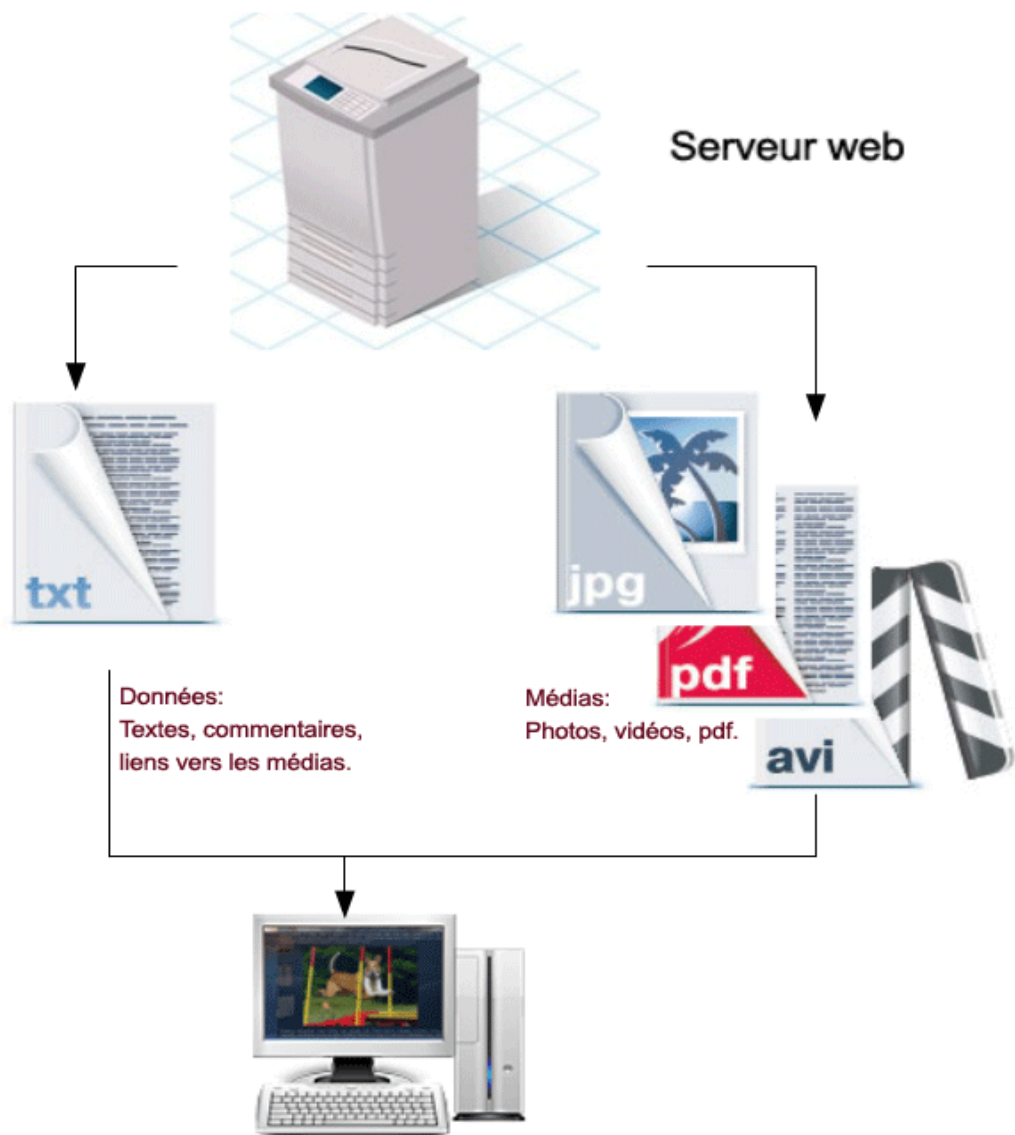 Serveur web
txt
jpg
pdf
avi
Données:
Textes, commentaires,
liens vers les médias.
Médias:
Photos, vidéos, pdf.